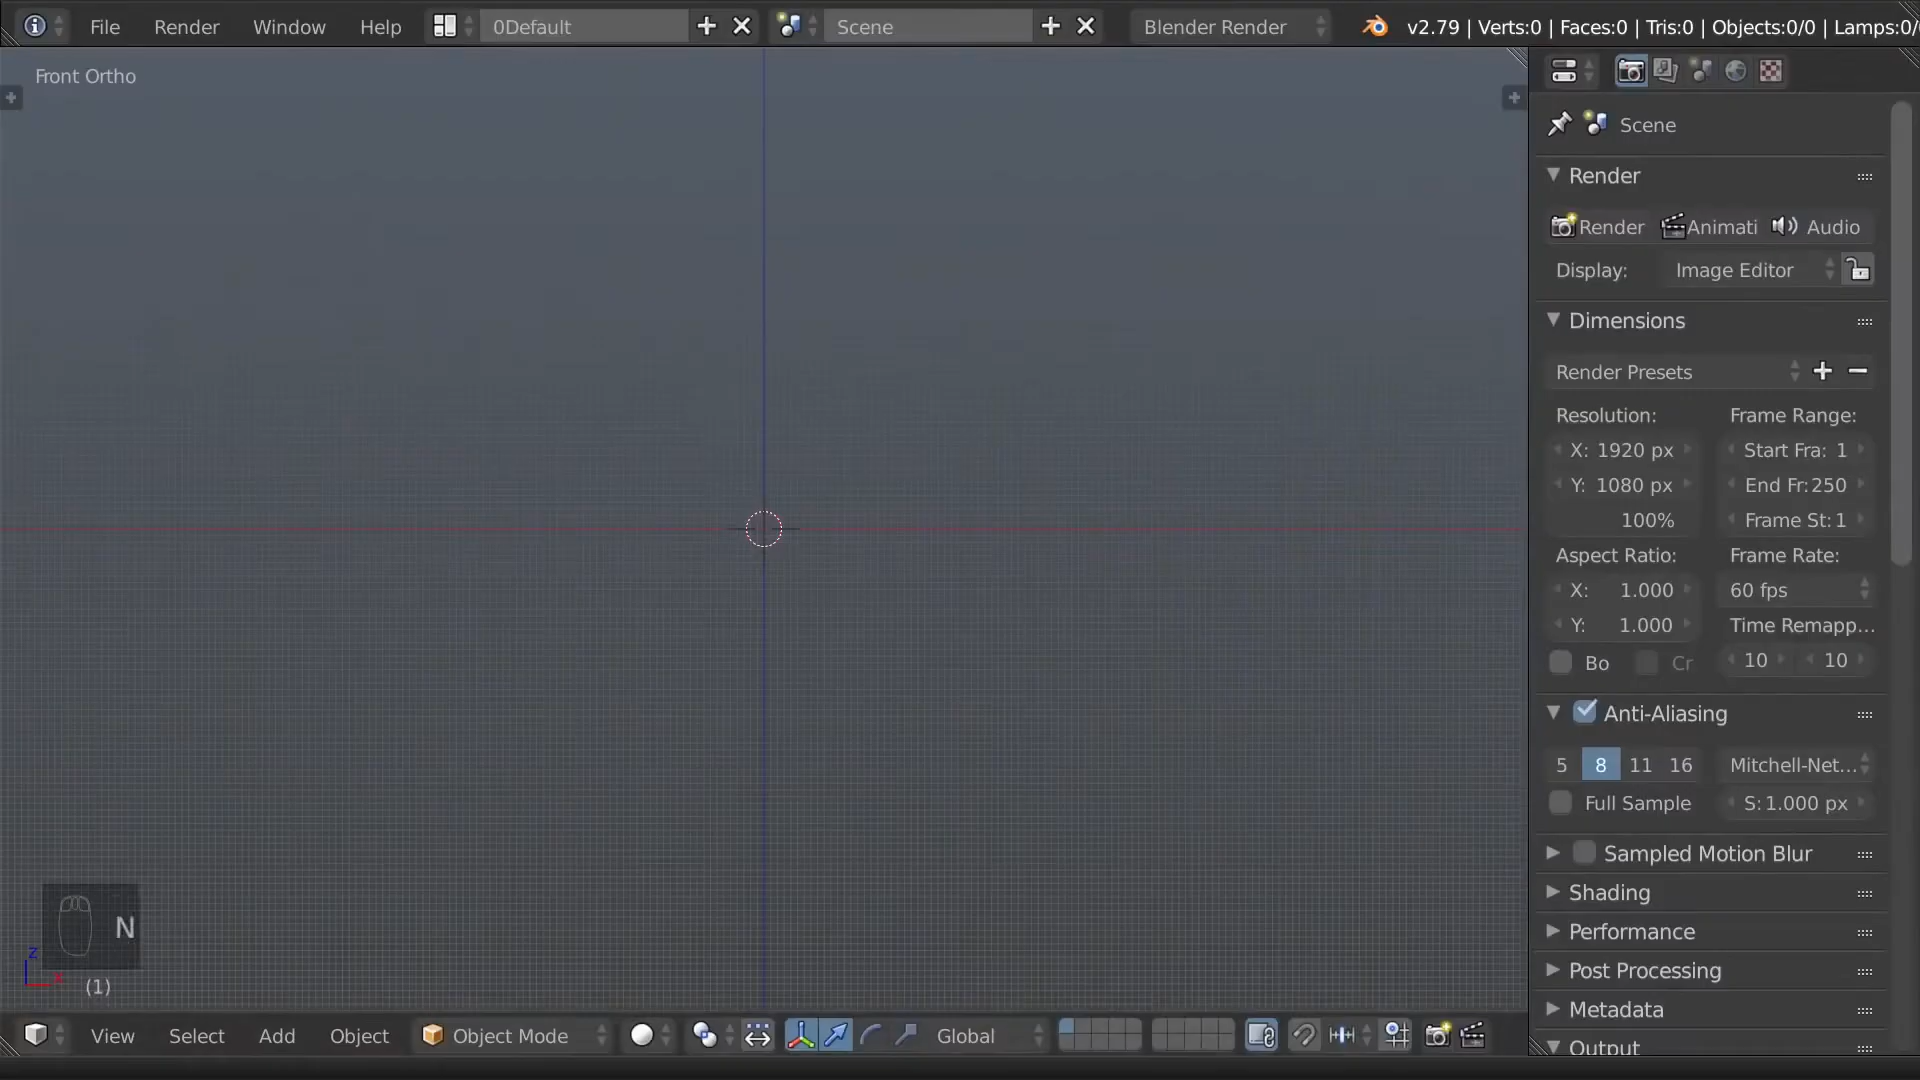 File Render Window Help 0Default Scene Blender Render v2.79 | Verts:0 | Faces:0 | Tris:0 | Objects:0/0 | Lamps:0/
Front Ortho
Scene
Render
Render Animati Audio
Display: Image Editor
Dimensions
Render Presets
Resolution: Frame Range:
X: 1920 px Start Fra: 1
Y: 1080 px End Fr:250
100% Frame St: 1
Aspect Ratio: Frame Rate:
X: 1.000 60 fps
Y: 1.000 Time Remapp...
Bo Cr 10 10
Anti-Aliasing
5 8 11 16 Mitchell-Net...
Full Sample S: 1.000 px
Sampled Motion Blur
Shading
Performance
Post Processing
Metadata
Output
N
z
x
(1)
View Select Add Object Object Mode Global